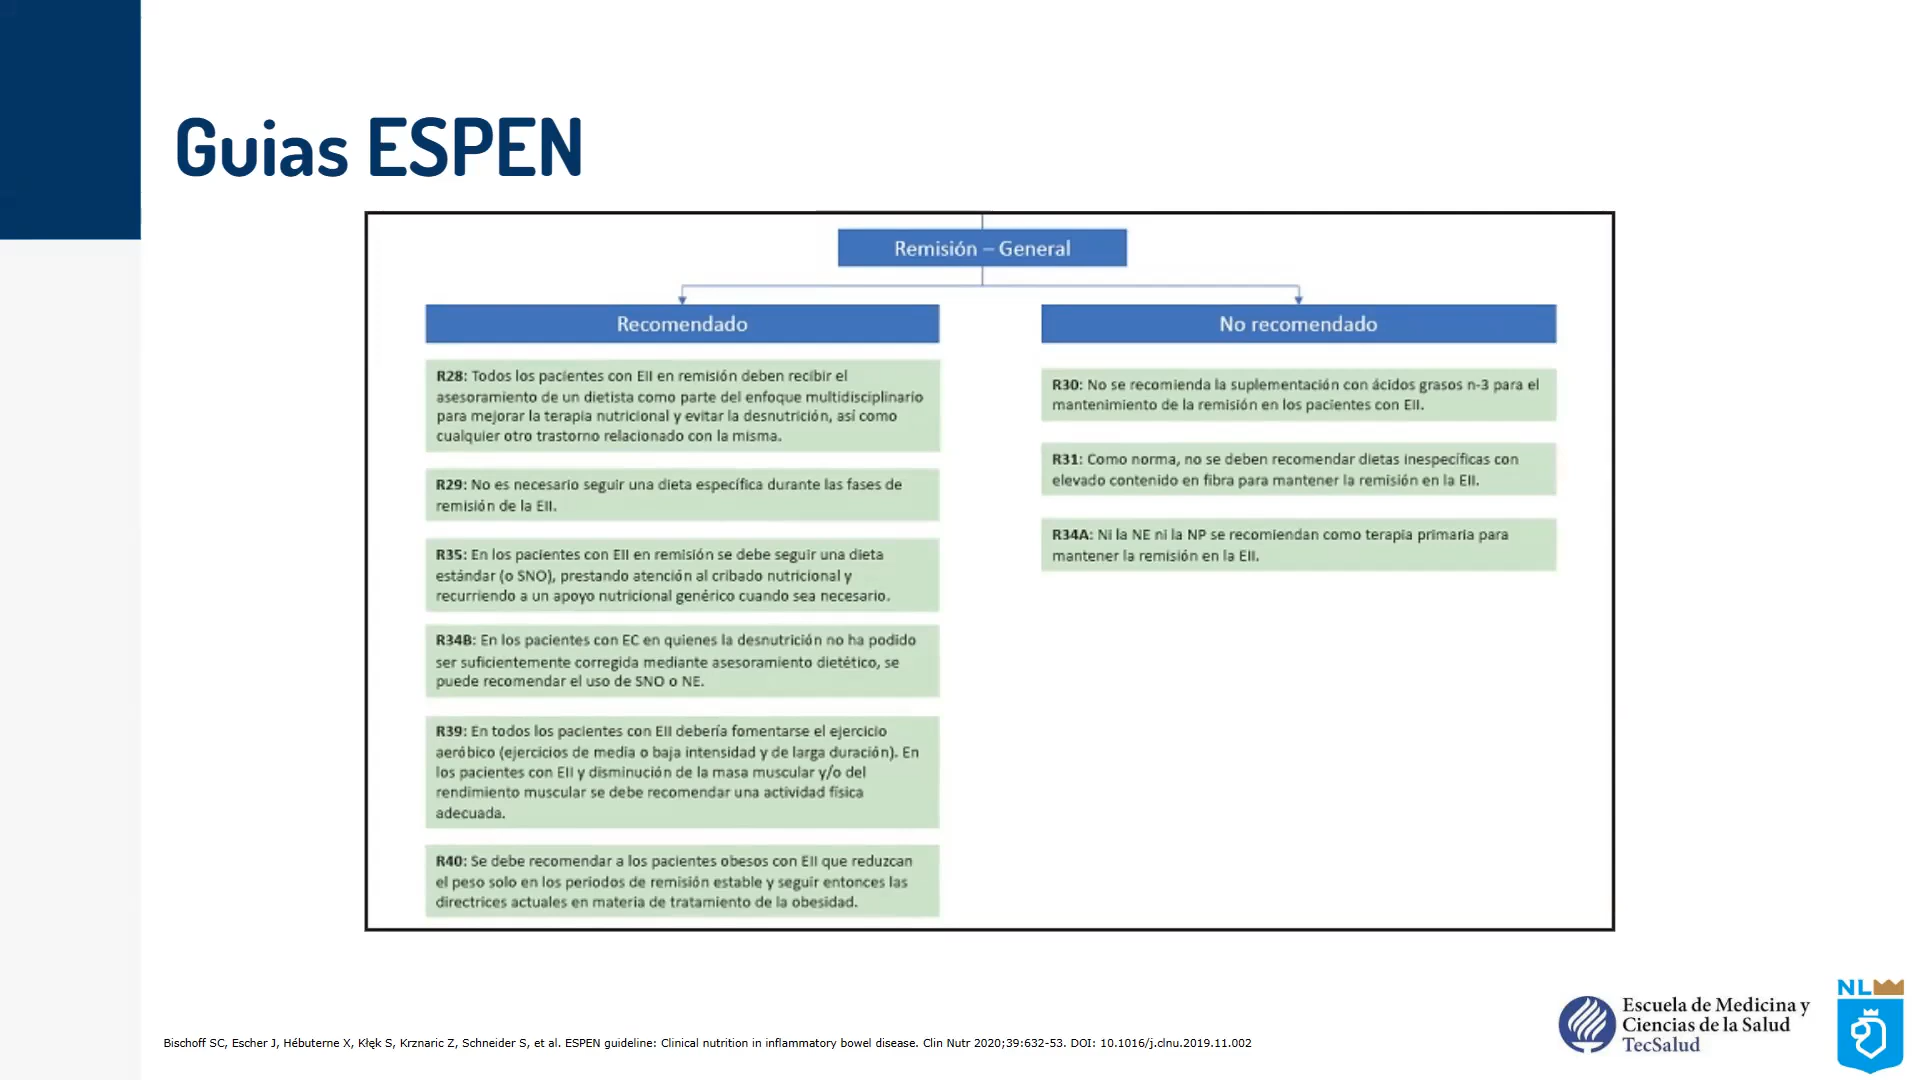 Guias ESPEN
Remisión – General
Recomendado
R28: Todos los pacientes con EII en remisión deben recibir el
asesoramiento de un dietista como parte del enfoque multidisciplinario
para mejorar la terapia nutricional y evitar la desnutrición, así como
cualquier otro trastorno relacionado con la misma.
R29: No es necesario seguir una dieta específica durante las fases de
remisión de la EII.
R35: En los pacientes con EII en remisión se debe seguir una dieta
estándar (o SNO), prestando atención al cribado nutricional y
recurriendo a un apoyo nutricional genérico cuando sea necesario.
R34B: En los pacientes con EC en quienes la desnutrición no ha podido
ser suficientemente corregida mediante asesoramiento dietético, se
puede recomendar el uso de SNO o NE.
R39: En todos los pacientes con EII debería fomentarse el ejercicio
aeróbico (ejercicios de media o baja intensidad y de larga duración). En
los pacientes con EII y disminución de la masa muscular y/o del
rendimiento muscular se debe recomendar una actividad física
adecuada.
R40: Se debe recomendar a los pacientes obesos con EII que reduzcan
el peso solo en los periodos de remisión estable y seguir entonces las
directrices actuales en materia de tratamiento de la obesidad.
No recomendado
R30: No se recomienda la suplementación con ácidos grasos n-3 para el
mantenimiento de la remisión en los pacientes con EII.
R31: Como norma, no se deben recomendar dietas inespecíficas con
elevado contenido en fibra para mantener la remisión en la EII.
R34A: Ni la NE ni la NP se recomiendan como terapia primaria para
mantener la remisión en la EII.
Bischoff SC, Escher J, Hébuterne X, Kłęk S, Krznaric Z, Schneider S, et al. ESPEN guideline: Clinical nutrition in inflammatory bowel disease. Clin Nutr 2020;39:632-53. DOI: 10.1016/j.clnu.2019.11.002
Escuela de Medicina y
Ciencias de la Salud
TecSalud
NL